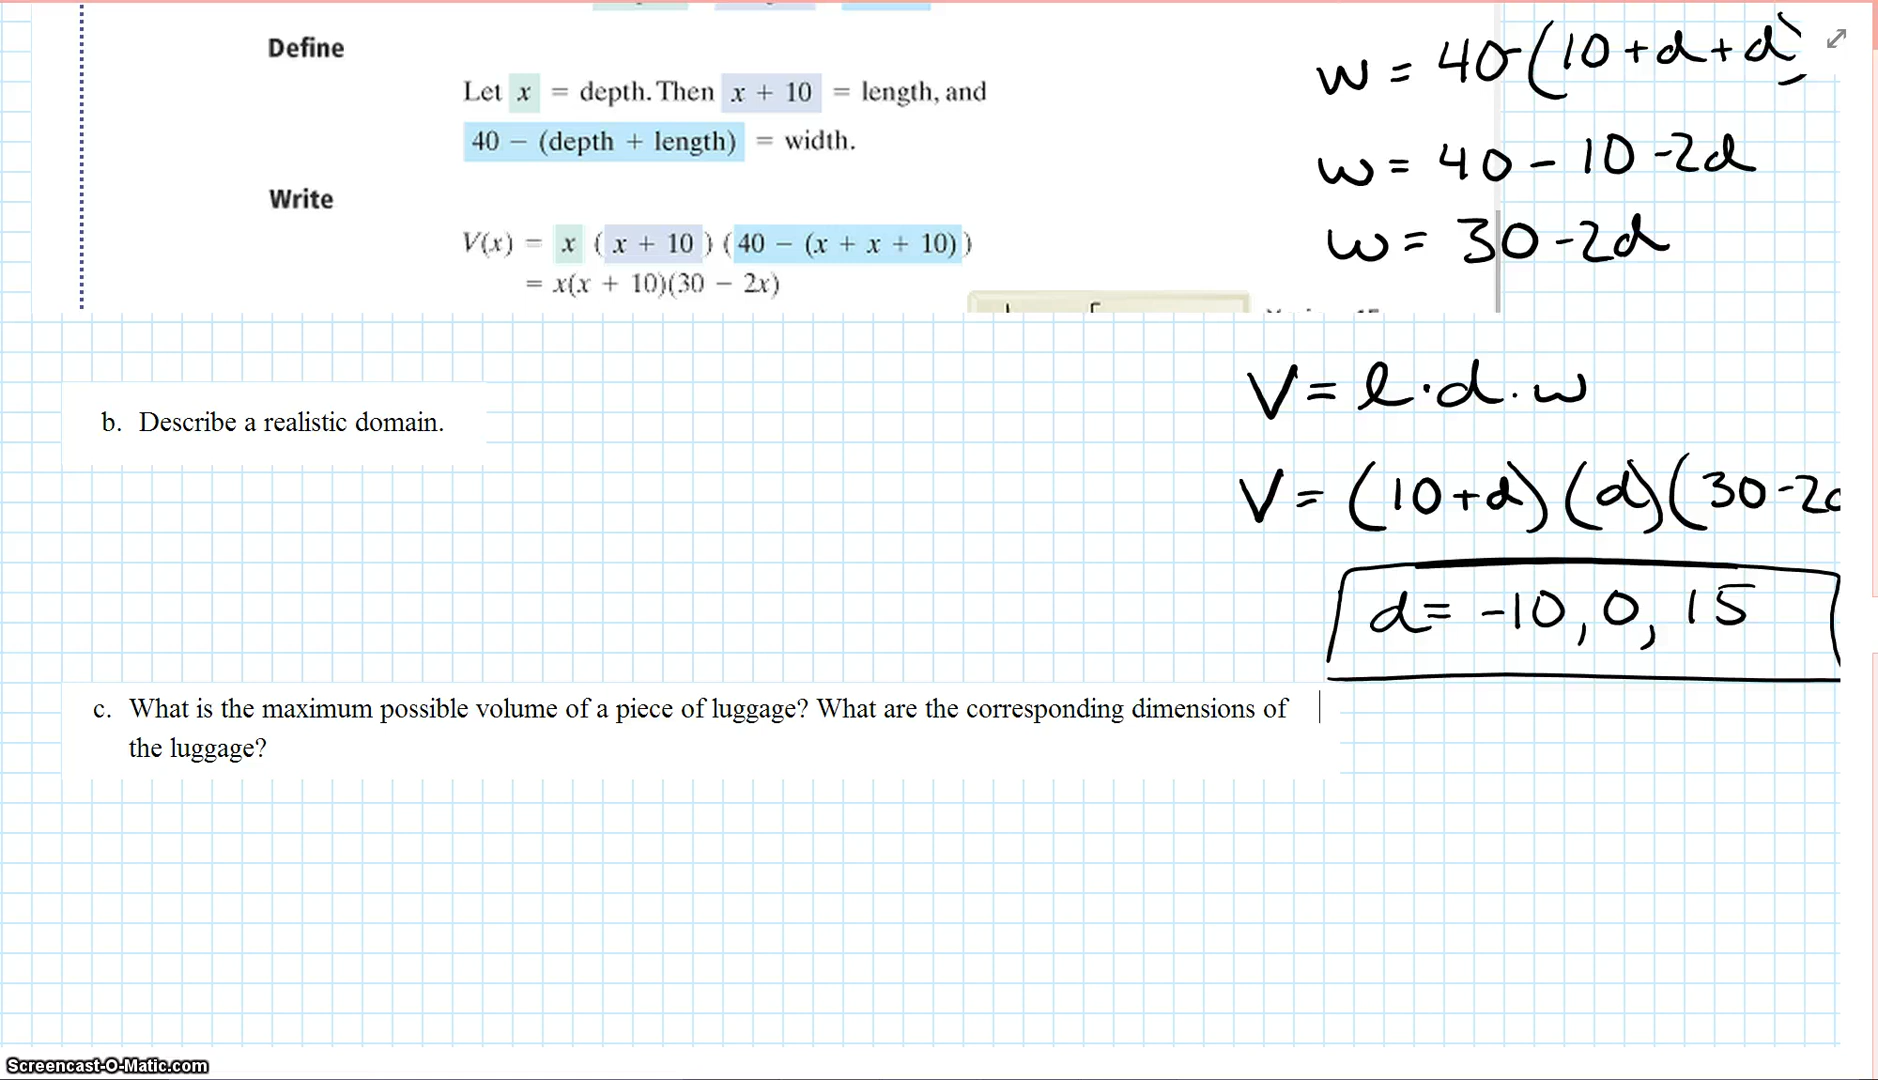 Define
Let x = depth. Then x + 10 = length, and
40 − (depth + length) = width.
Write
V(x) = x ( x + 10 ) ( 40 − (x + x + 10) )
= x(x + 10)(30 − 2x)
w = 40-(10+d+d)
w = 40 - 10 -2d
w = 30 -2d
V = l · d · w
V = (10+d) (d) (30 -2
b. Describe a realistic domain.
d = -10, 0, 15
c. What is the maximum possible volume of a piece of luggage? What are the corresponding dimensions of
the luggage?
Screencast-O-Matic.com